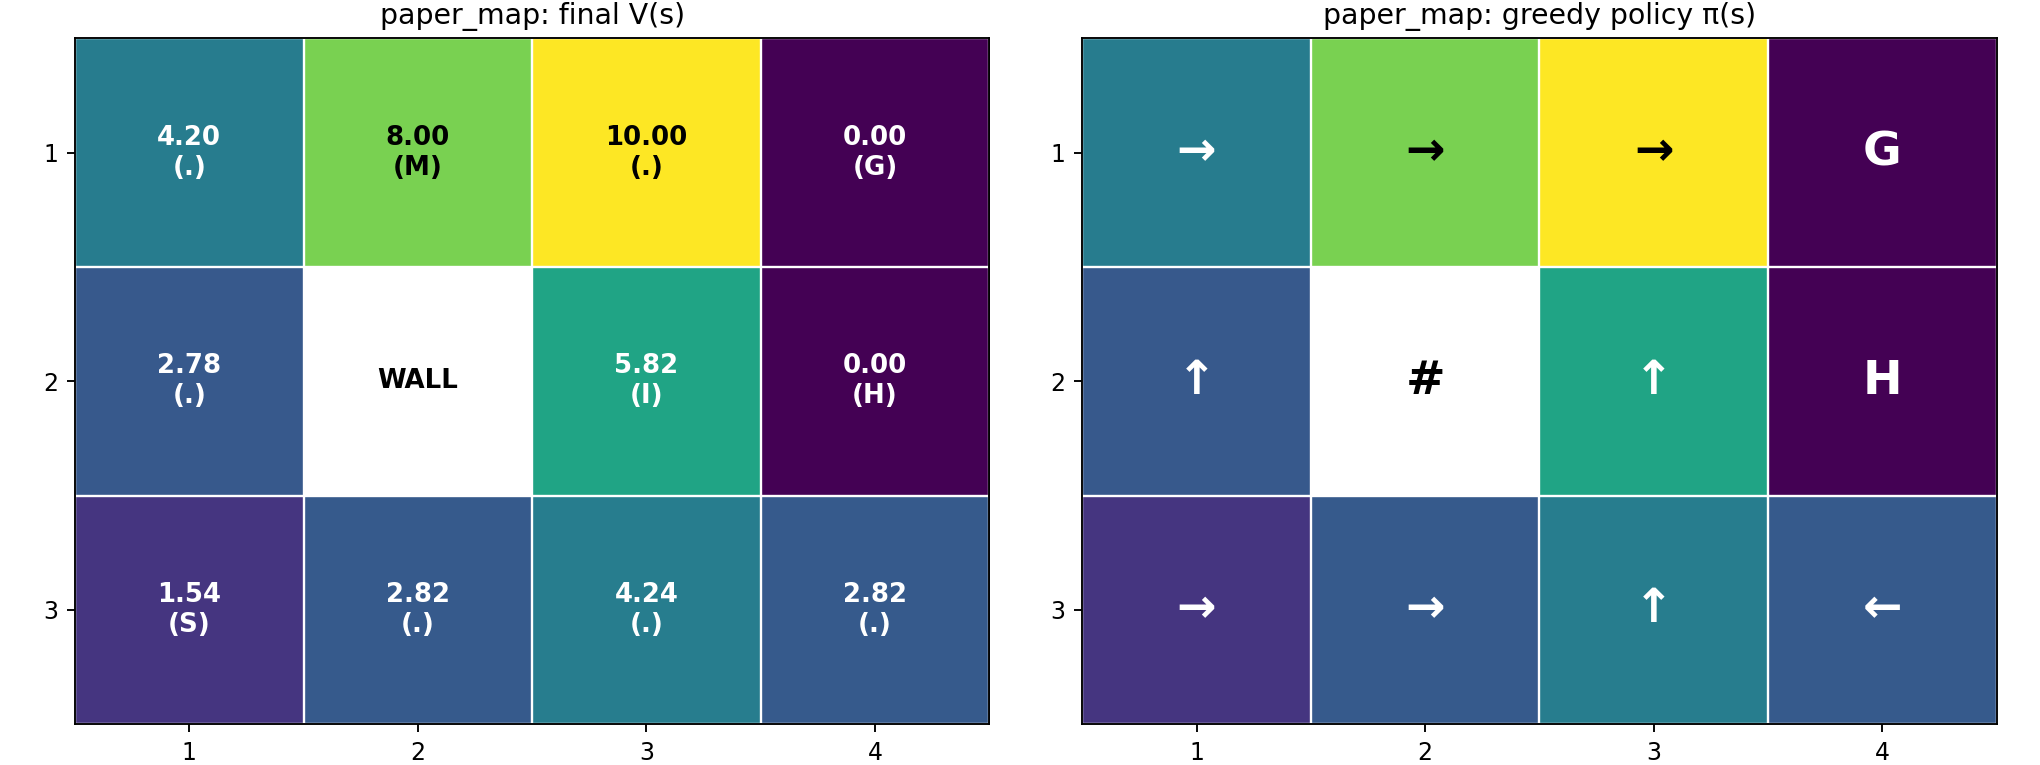 paper_map: final V(s)
1
4.20
(.)
8.00
(M)
10.00
(.)
0.00
(G)
2
2.78
(.)
WALL
5.82
(I)
0.00
(H)
3
1.54
(S)
2.82
(.)
4.24
(.)
2.82
(.)
1 2 3 4
paper_map: greedy policy π(s)
1 → → → G
2 ↑ # ↑ H
3 → → ↑ ←
1 2 3 4